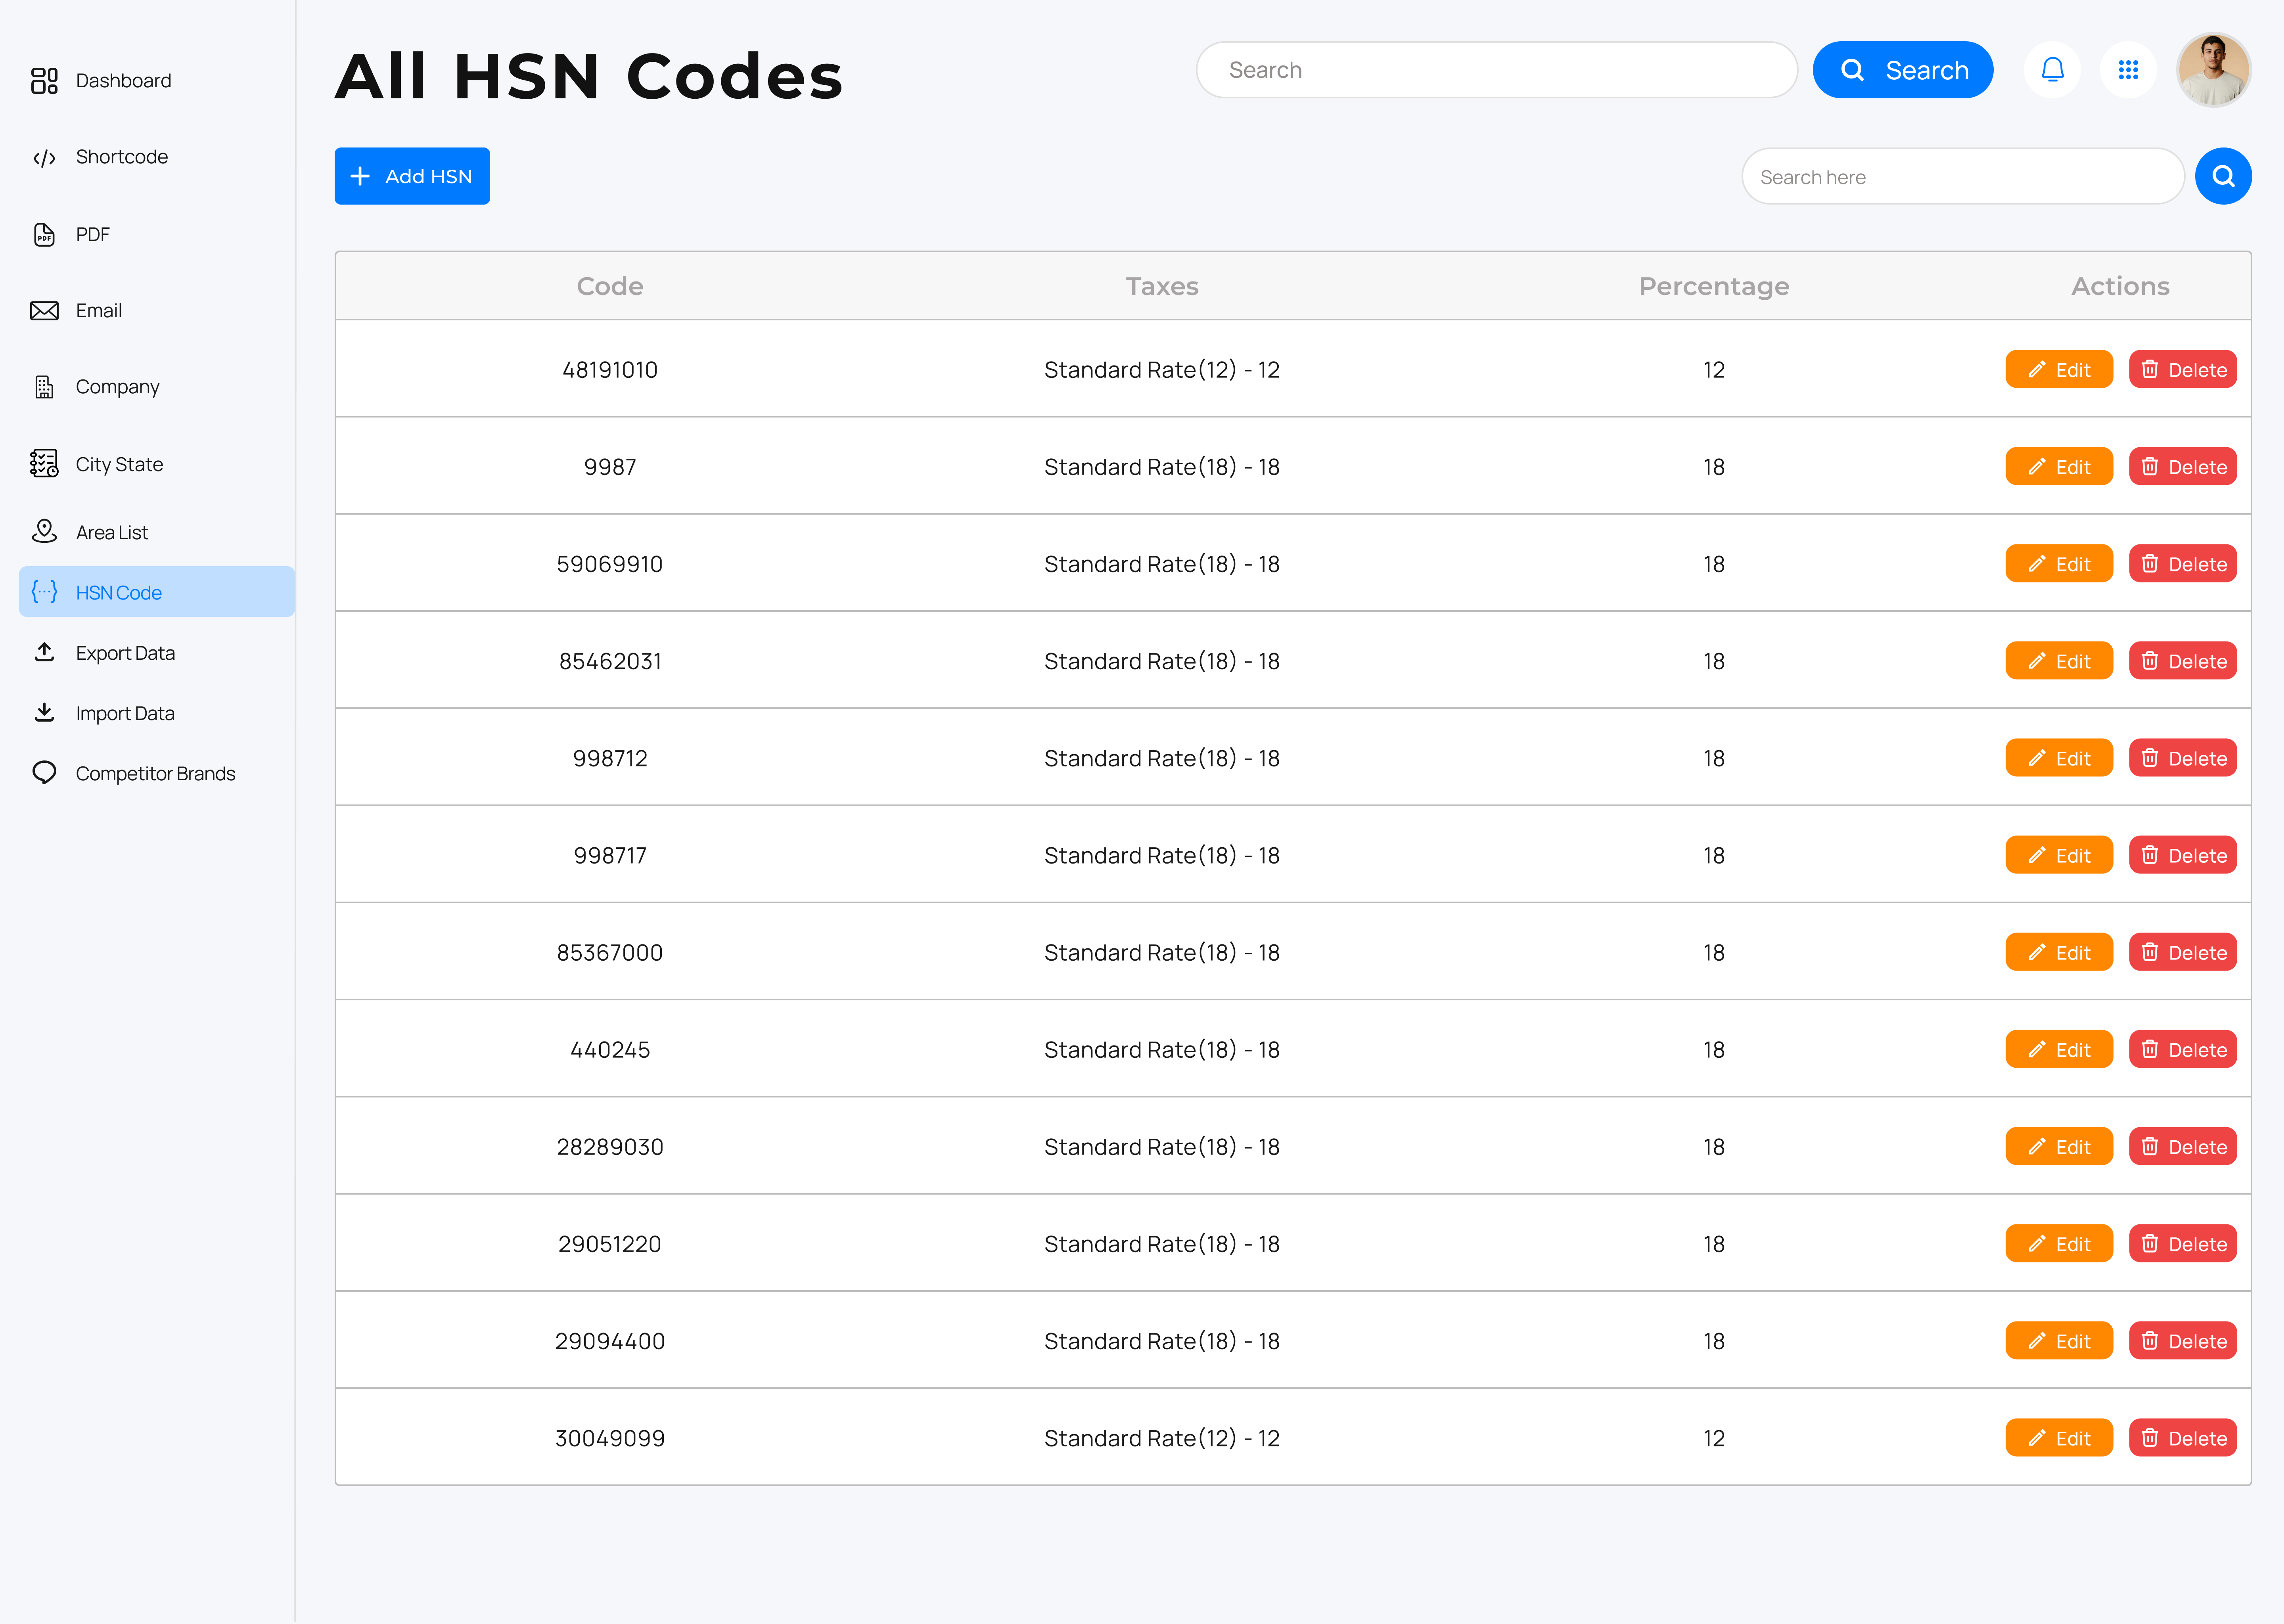 Dashboard
Shortcode
PDF
Email
Company
City State
Area List
HSN Code
Export Data
Import Data
Competitor Brands
All HSN Codes
Search
Search
Add HSN
Search here
Code Taxes Percentage Actions
48191010 Standard Rate(12) - 12 12 Edit Delete
9987 Standard Rate(18) - 18 18 Edit Delete
59069910 Standard Rate(18) - 18 18 Edit Delete
85462031 Standard Rate(18) - 18 18 Edit Delete
998712 Standard Rate(18) - 18 18 Edit Delete
998717 Standard Rate(18) - 18 18 Edit Delete
85367000 Standard Rate(18) - 18 18 Edit Delete
440245 Standard Rate(18) - 18 18 Edit Delete
28289030 Standard Rate(18) - 18 18 Edit Delete
29051220 Standard Rate(18) - 18 18 Edit Delete
29094400 Standard Rate(18) - 18 18 Edit Delete
30049099 Standard Rate(12) - 12 12 Edit Delete